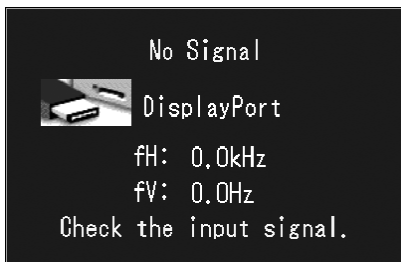 No Signal
DisplayPort
fH: 0.0kHz
fV: 0.0Hz
Check the input signal.